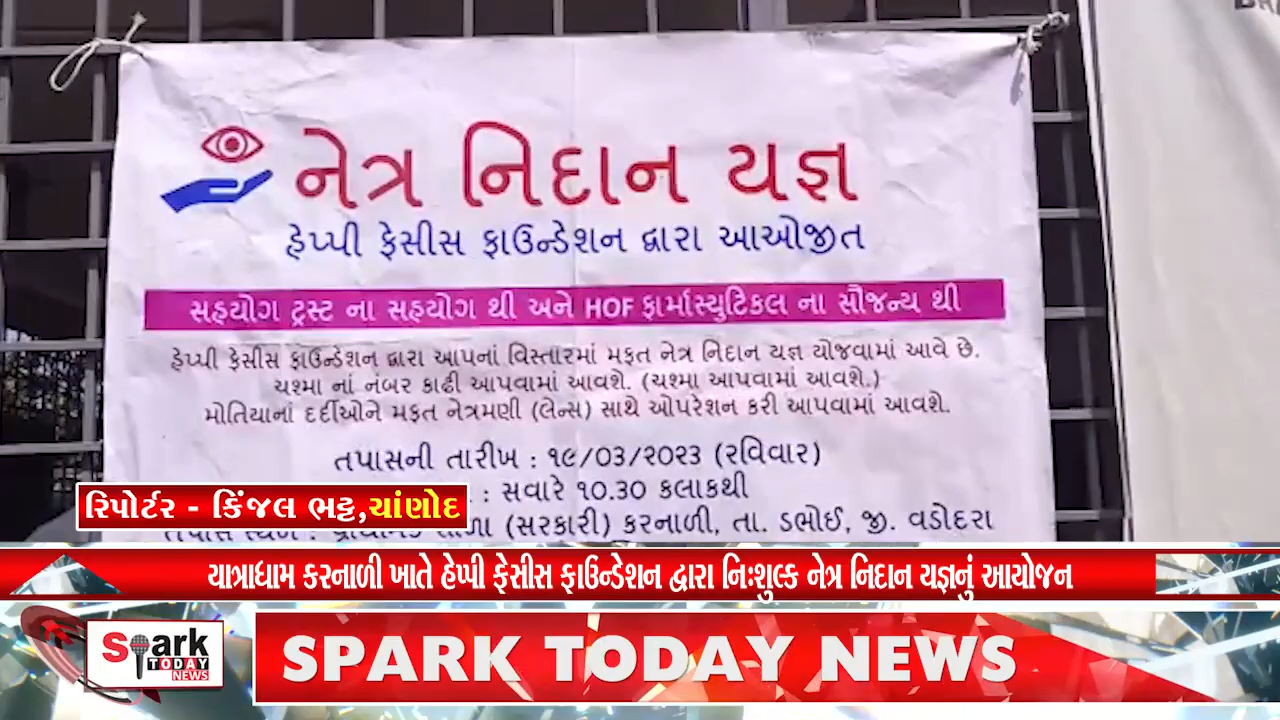 નેત્ર નિદાન યજ્ઞ
હેપ્પી ફેસીસ ફાઉન્ડેશન દ્વારા આઓજીત
સહયોગ ટ્રસ્ટ ના સહયોગ થી અને HOF ફાર્માસ્યુટિકલ ના સૌજન્ય થી
હેપ્પી ફેસીસ ફાઉન્ડેશન દ્વારા આપનાં વિસ્તારમાં મફત નેત્ર નિદાન યજ્ઞ યોજવામાં આવે છે.
ચશ્મા નાં નંબર કાઢી આપવામાં આવશે. (ચશ્મા આપવામાં આવશે.)
મોતિયાનાં દર્દીઓને મફત નેત્રમણી (લેન્સ) સાથે ઓપરેશન કરી આપવામાં આવશે.
તપાસની તારીખ : ૧૯/૦૩/૨૦૨૩ (રવિવાર)
: સવારે ૧૦.૩૦ કલાકથી
(સરકારી) કરનાળી, તા. ડભોઈ, જી. વડોદરા
રિપોર્ટર - કિંજલ ભટ્ટ,ચાંણોદ
યાત્રાધામ કરનાળી ખાતે હેપ્પી ફેસીસ ફાઉન્ડેશન દ્વારા નિઃશુલ્ક નેત્ર નિદાન યજ્ઞનું આયોજન
Spark
TODAY
NEWS
SPARK TODAY NEWS